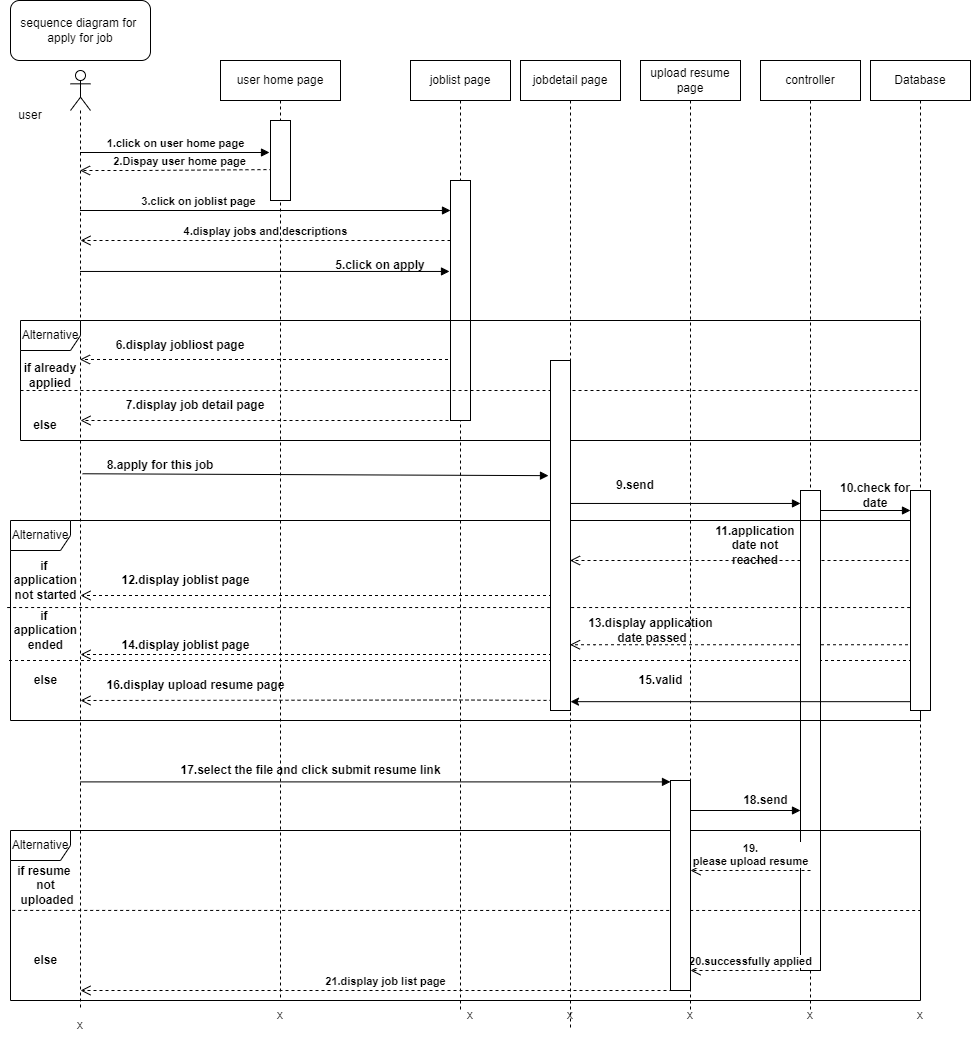 sequence diagram for
apply for job
user
user home page
joblist page
jobdetail page
upload resume
page
controller
Database
1.click on user home page
2.Dispay user home page
3.click on joblist page
4.display jobs and descriptions
5.click on apply
Alternative
6.display jobliost page
if already
applied
7.display job detail page
else
8.apply for this job
9.send
10.check for
date
Alternative
11.application
date not
reached
if
application
not started
12.display joblist page
if
application
ended
13.display application
date passed
14.display joblist page
else
15.valid
16.display upload resume page
17.select the file and click submit resume link
18.send
Alternative
19.
please upload resume
if resume
not
uploaded
else
20.successfully applied
21.display job list page
X
X
X
X
X
X
X